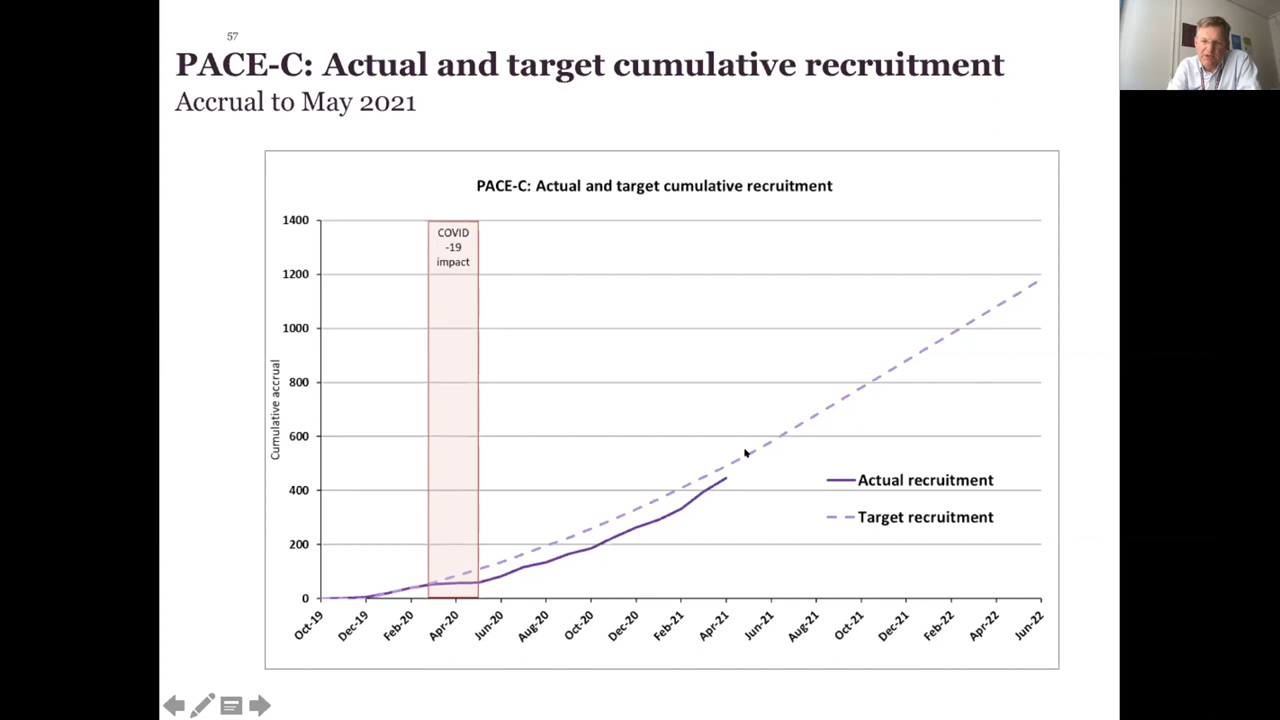 57
PACE-C: Actual and target cumulative recruitment
Accrual to May 2021
PACE-C: Actual and target cumulative recruitment
1400
1200
1000
800
600
400
200
0
Cumulative accrual
COVID
-19
impact
Actual recruitment
Target recruitment
Oct-19
Dec-19
Feb-20
Apr-20
Jun-20
Aug-20
Oct-20
Dec-20
Feb-21
Apr-21
Jun-21
Aug-21
Oct-21
Dec-21
Feb-22
Apr-22
Jun-22